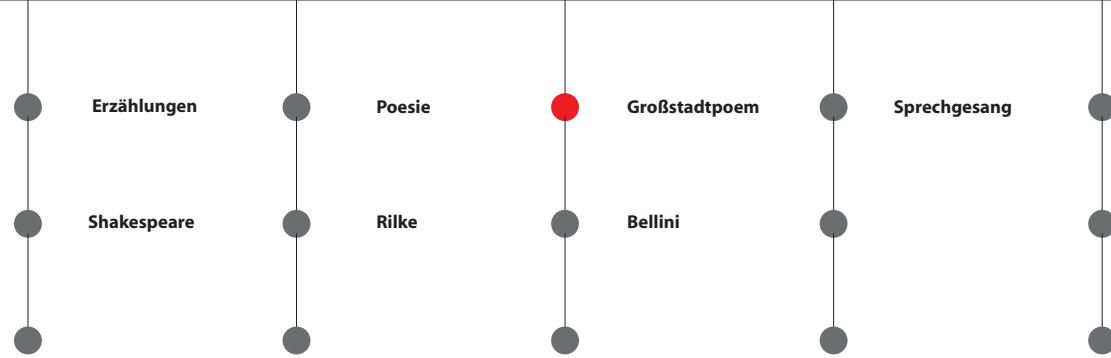 Erzählungen Poesie Großstadtpoem Sprechgesang
Shakespeare Rilke Bellini